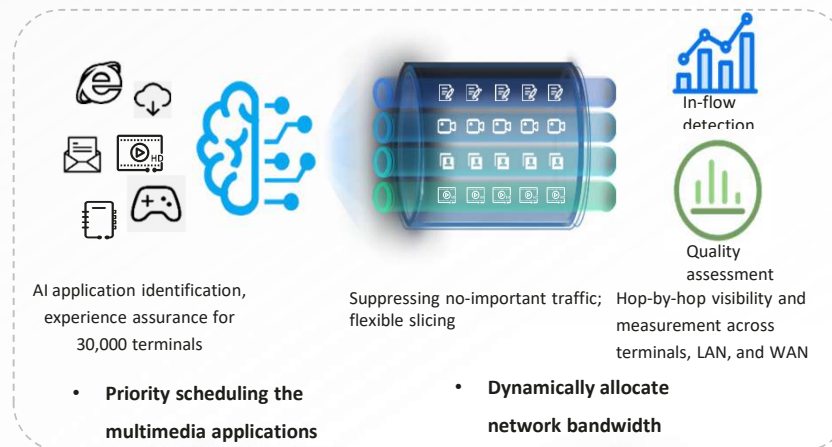 HD
In-flow
detection
Quality
assessment
AI application identification,
experience assurance for
30,000 terminals
Suppressing no-important traffic;
flexible slicing
Hop-by-hop visibility and
measurement across
terminals, LAN, and WAN
• Priority scheduling the
multimedia applications
• Dynamically allocate
network bandwidth